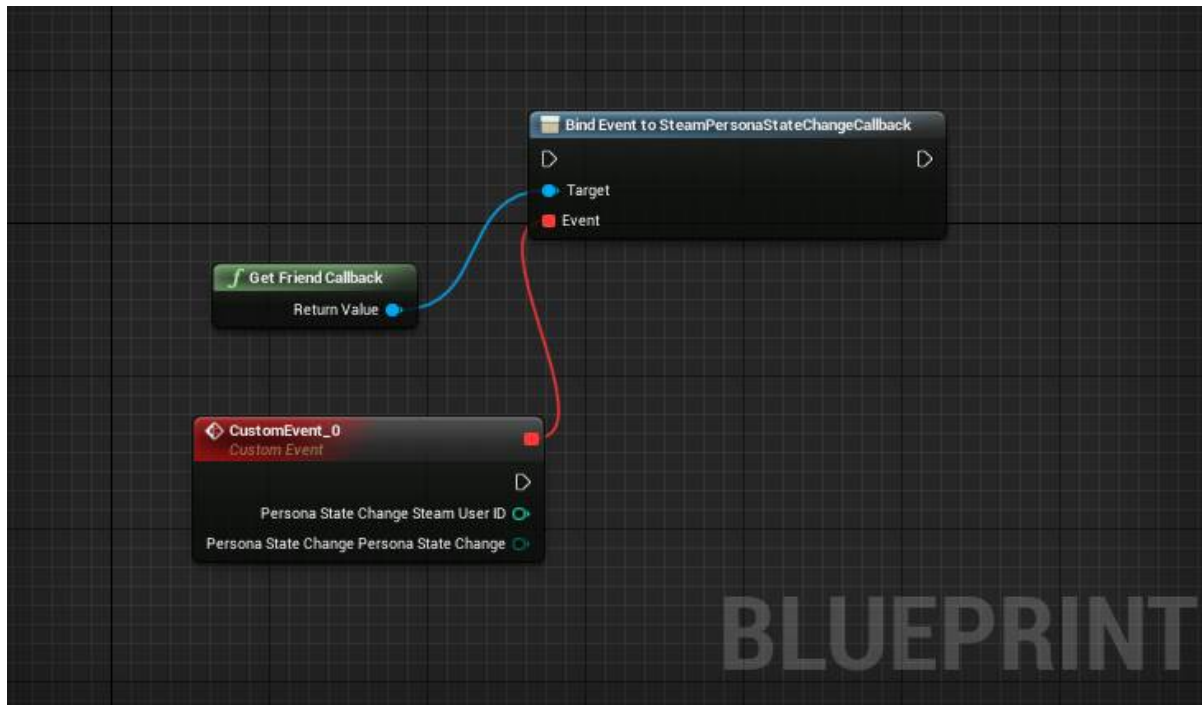 Bind Event to SteamPersonaStateChangeCallback
Target
Event
f Get Friend Callback
Return Value
CustomEvent_0
Custom Event
Persona State Change Steam User ID
Persona State Change Persona State Change
BLUEPRINT